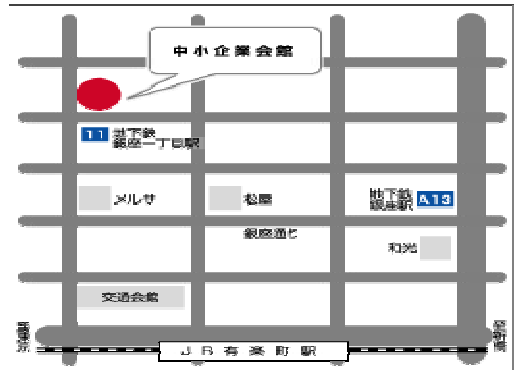 中小企業会館
11 地下鉄
銀座一丁目駅
メルサ
松屋
地下鉄
銀座駅 A13
銀座通り
和光
交通会館
JR有楽町駅